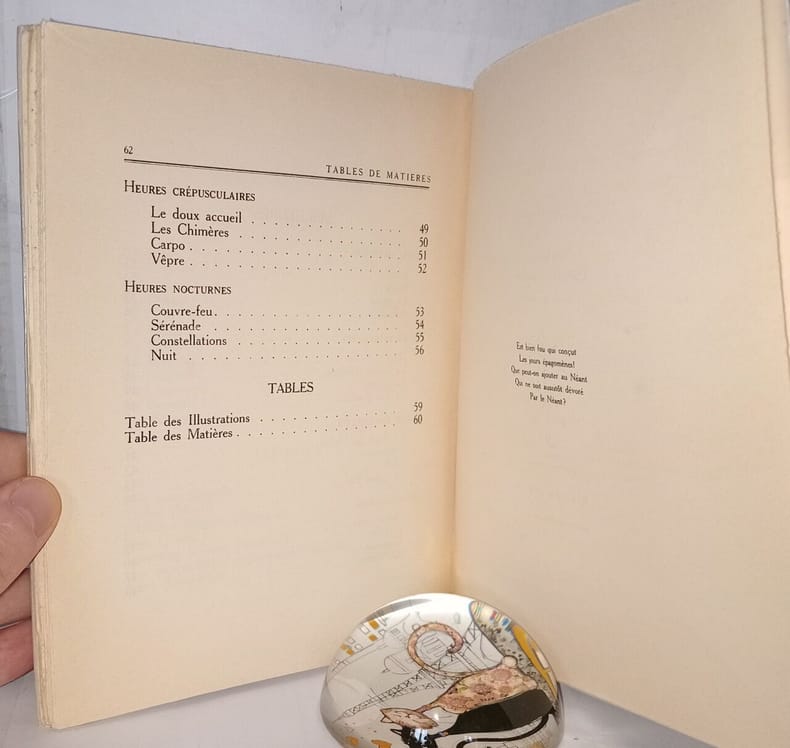 62
TABLES DE MATIERES
HEURES CRÉPUSCULAIRES
Le doux accueil . . . . . . . . . . . . 49
Les Chimères . . . . . . . . . . . . 50
Carpo . . . . . . . . . . . . . . . 51
Vêpre . . . . . . . . . . . . . . . 52
HEURES NOCTURNES
Couvre-feu . . . . . . . . . . . . . 53
Sérénade . . . . . . . . . . . . . . 54
Constellations . . . . . . . . . . . . 55
Nuit . . . . . . . . . . . . . . . 56
TABLES
Table des Illustrations . . . . . . . . . . 59
Table des Matières . . . . . . . . . . . 60
Est bien fou qui conçut
Les jours épagomènes!
Que peut-on ajouter au Néant
Qui ne soit aussitôt dévoré
Par le Néant?